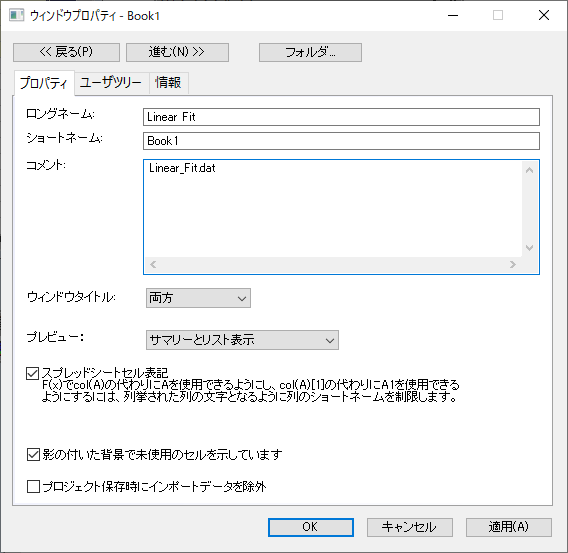 ウィンドウプロパティ - Book1
<< 戻る(P) 進む(N) >> フォルダ...
プロパティ ユーザツリー 情報
ロングネーム: Linear Fit
ショートネーム: Book1
コメント: Linear_Fit.dat
ウィンドウタイトル: 両方
プレビュー: サマリーとリスト表示
スプレッドシートセル表記
F(x)でcol(A)の代わりにAを使用できるようにし、col(A)[1]の代わりにA1を使用できる
ようにするには、列挙された列の文字となるように列のショートネームを制限します。
影の付いた背景で未使用のセルを示しています
プロジェクト保存時にインポートデータを除外
OK キャンセル 適用(A)